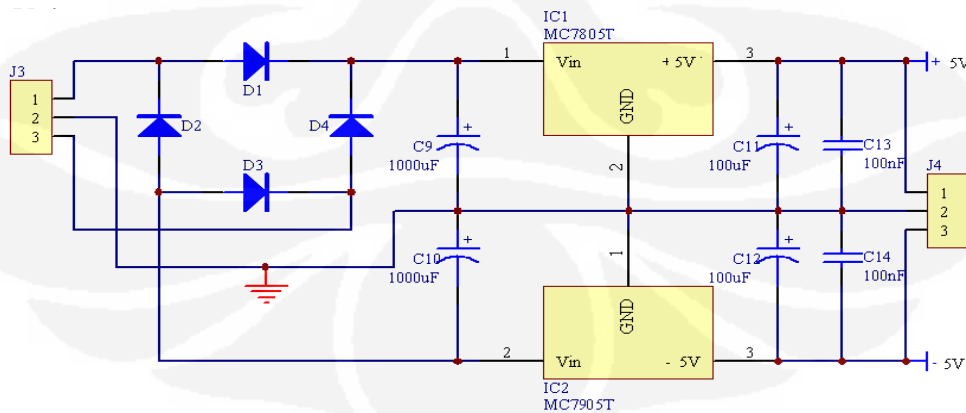 IC1
MC7805T
J3
1
2
3
D1
D2
D4
D3
1
Vin
+ 5V
3
GND
2
+ 5V
C9
1000uF
C11
100uF
C13
100nF
J4
1
2
3
C10
1000uF
1
GND
C12
100uF
C14
100nF
2
Vin
- 5V
3
- 5V
IC2
MC7905T